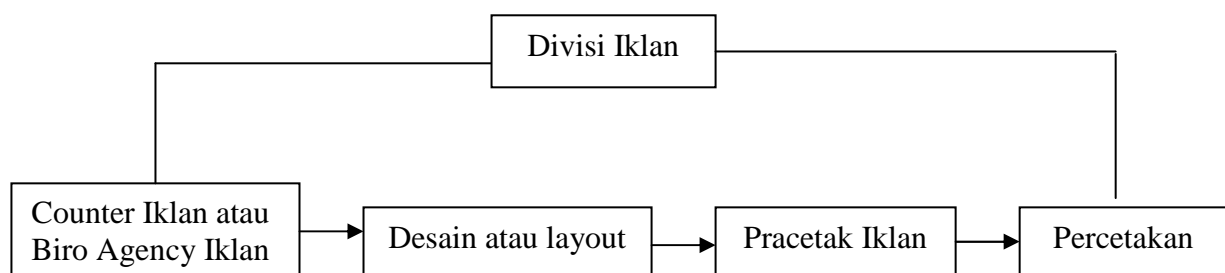 Divisi Iklan
Counter Iklan atau
Biro Agency Iklan
Desain atau layout
Pracetak Iklan
Percetakan